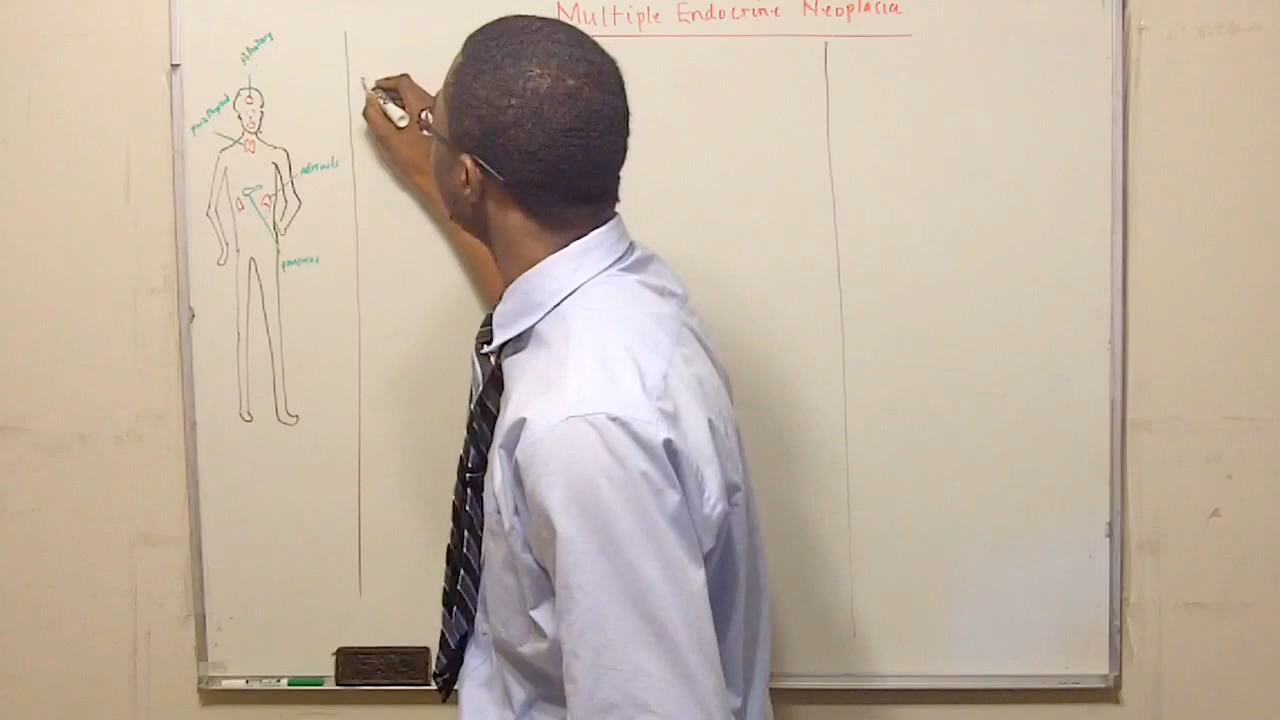 Multiple Endocrine Neoplasia
Pituitary
parathyroid
adrenals
pancreas